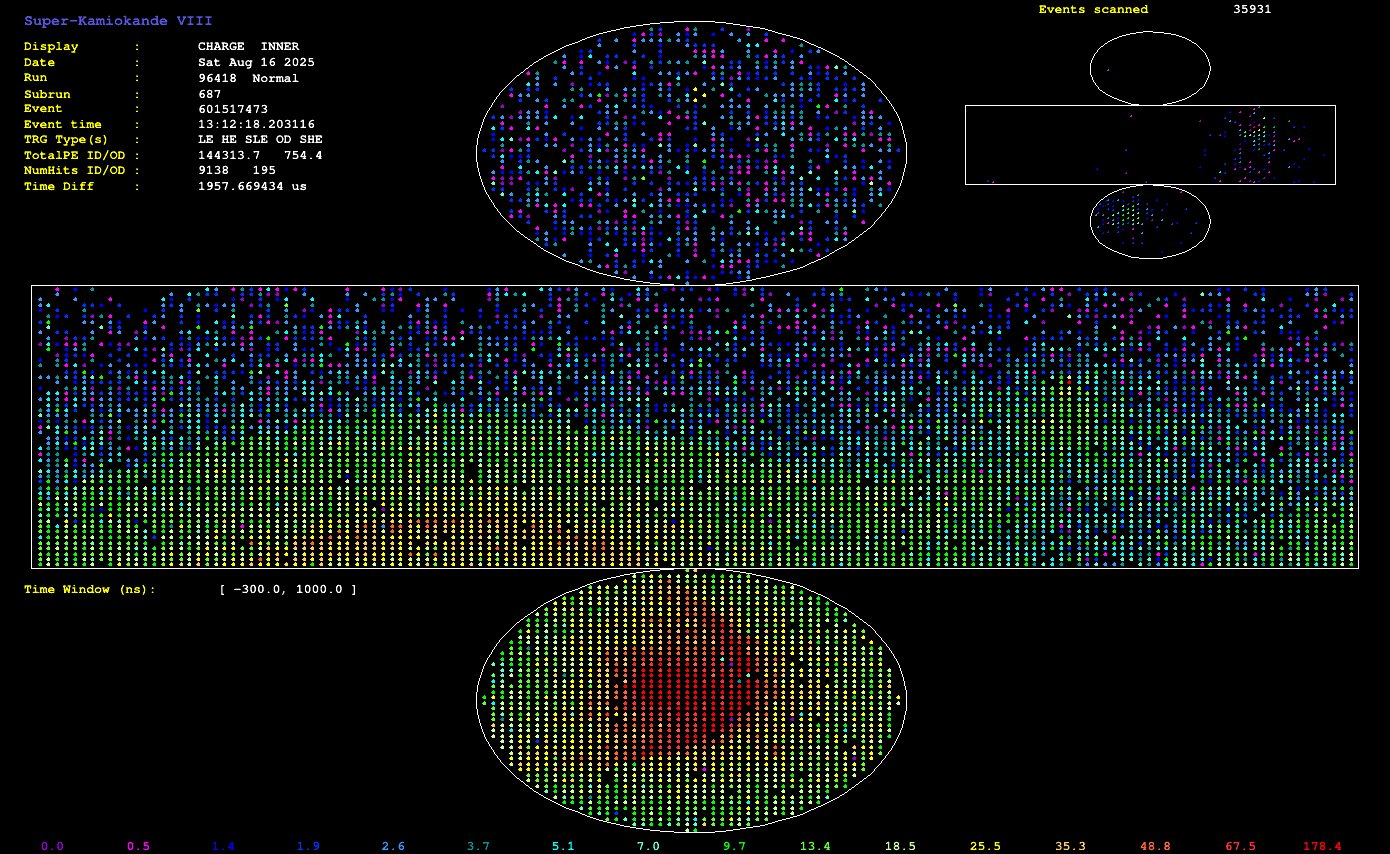 Super-Kamiokande VIII
Events scanned 35931
Display : CHARGE INNER
Date : Sat Aug 16 2025
Run : 96418 Normal
Subrun : 687
Event : 601517473
Event time : 13:12:18.203116
TRG Type(s) : LE HE SLE OD SHE
TotalPE ID/OD : 144313.7 754.4
NumHits ID/OD : 9138 195
Time Diff : 1957.669434 us
Time Window (ns): [ -300.0, 1000.0 ]
0.0 0.5 1.4 1.9 2.6 3.7 5.1 7.0 9.7 13.4 18.5 25.5 35.3 48.8 67.5 178.4